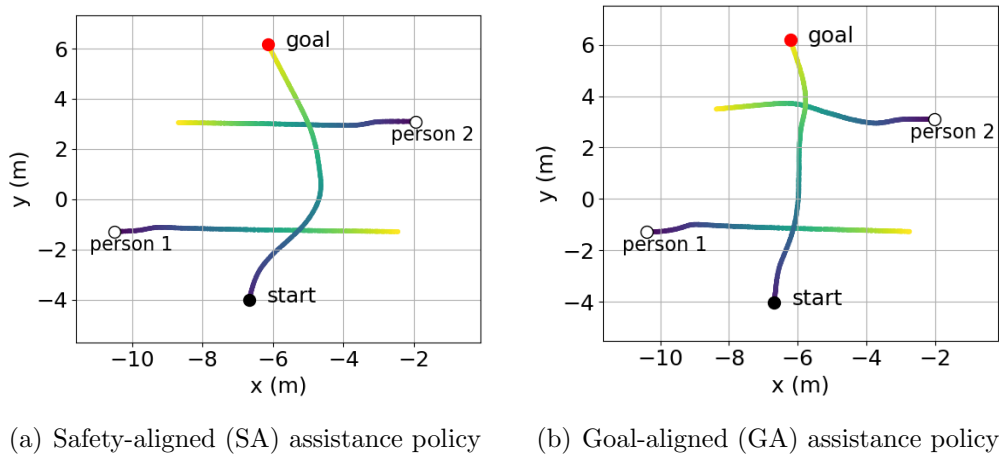 6
4
2
0
−2
−4
y (m)
goal
person 2
person 1
start
−10
−8
−6
−4
−2
x (m)
(a) Safety-aligned (SA) assistance policy
6
4
2
0
−2
−4
y (m)
goal
person 2
person 1
start
−10
−8
−6
−4
−2
x (m)
(b) Goal-aligned (GA) assistance policy